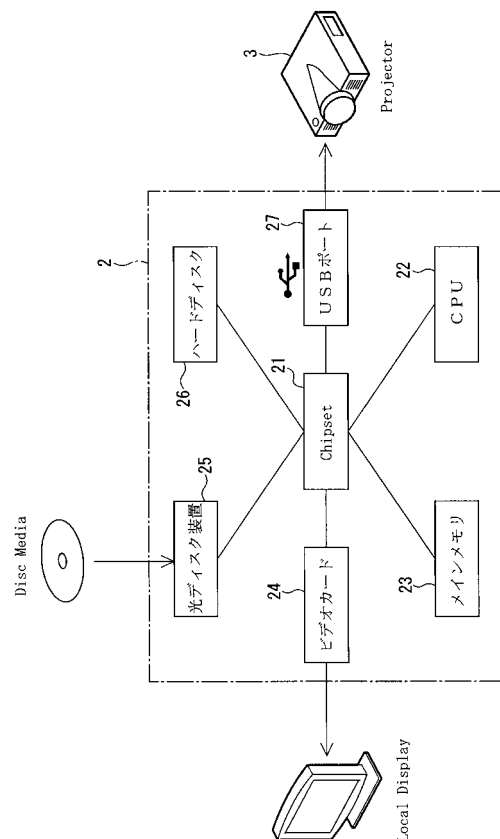 Disc Media
2
25
光ディスク装置
26
ハードディスク
3
24
ビデオカード
21
Chipset
27
USBポート
Local Display
Projector
23
メインメモリ
22
CPU